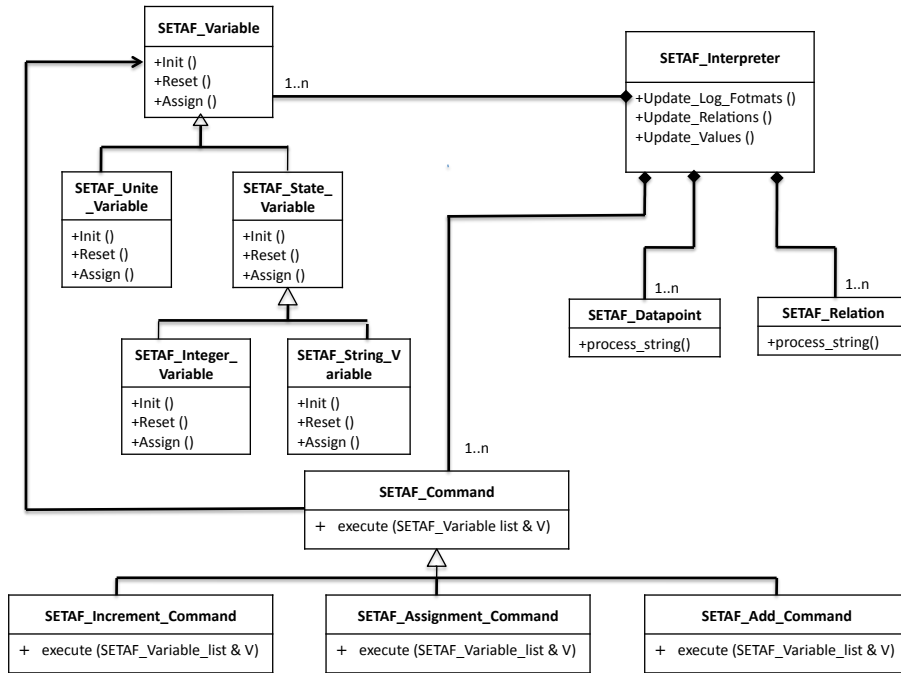 SETAF_Variable
+Init ()
+Reset ()
+Assign ()
SETAF_Interpreter
+Update_Log_Fotmats ()
+Update_Relations ()
+Update_Values ()
1..n
SETAF_Unite
_Variable
+Init ()
+Reset ()
+Assign ()
SETAF_State_
Variable
+Init ()
+Reset ()
+Assign ()
1..n
SETAF_Datapoint
+process_string()
1..n
SETAF_Relation
+process_string()
SETAF_Integer_
Variable
+Init ()
+Reset ()
+Assign ()
SETAF_String_V
ariable
+Init ()
+Reset ()
+Assign ()
1..n
SETAF_Command
+ execute (SETAF_Variable list & V)
SETAF_Increment_Command
+ execute (SETAF_Variable_list & V)
SETAF_Assignment_Command
+ execute (SETAF_Variable_list & V)
SETAF_Add_Command
+ execute (SETAF_Variable_list & V)